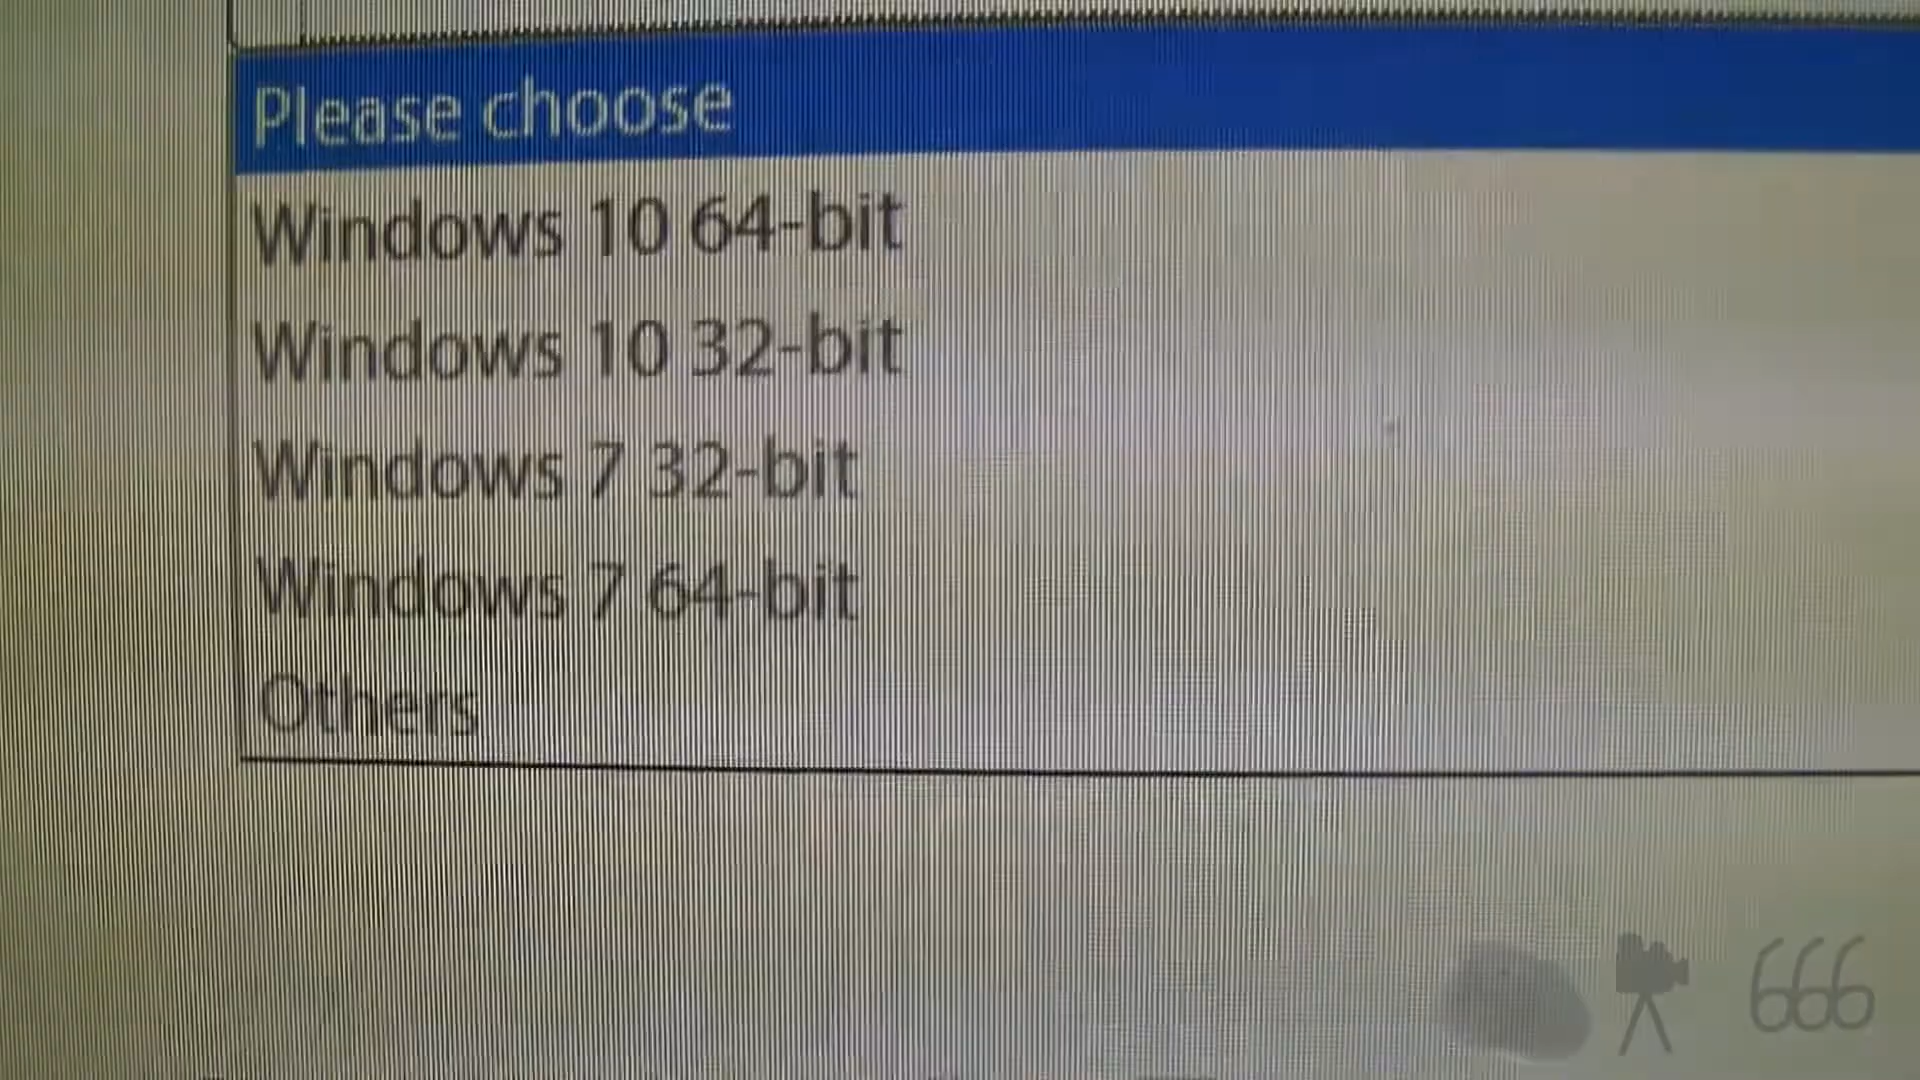 Please choose
Windows 10 64-bit
Windows 10 32-bit
Windows 7 32-bit
Windows 7 64-bit
Others
666